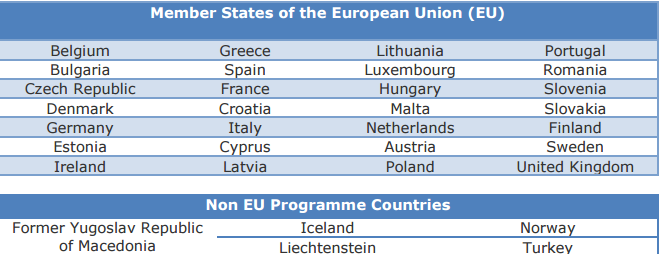 Member States of the European Union (EU)
Belgium Greece Lithuania Portugal
Bulgaria Spain Luxembourg Romania
Czech Republic France Hungary Slovenia
Denmark Croatia Malta Slovakia
Germany Italy Netherlands Finland
Estonia Cyprus Austria Sweden
Ireland Latvia Poland United Kingdom
Non EU Programme Countries
Former Yugoslav Republic
of Macedonia
Iceland Norway
Liechtenstein Turkey